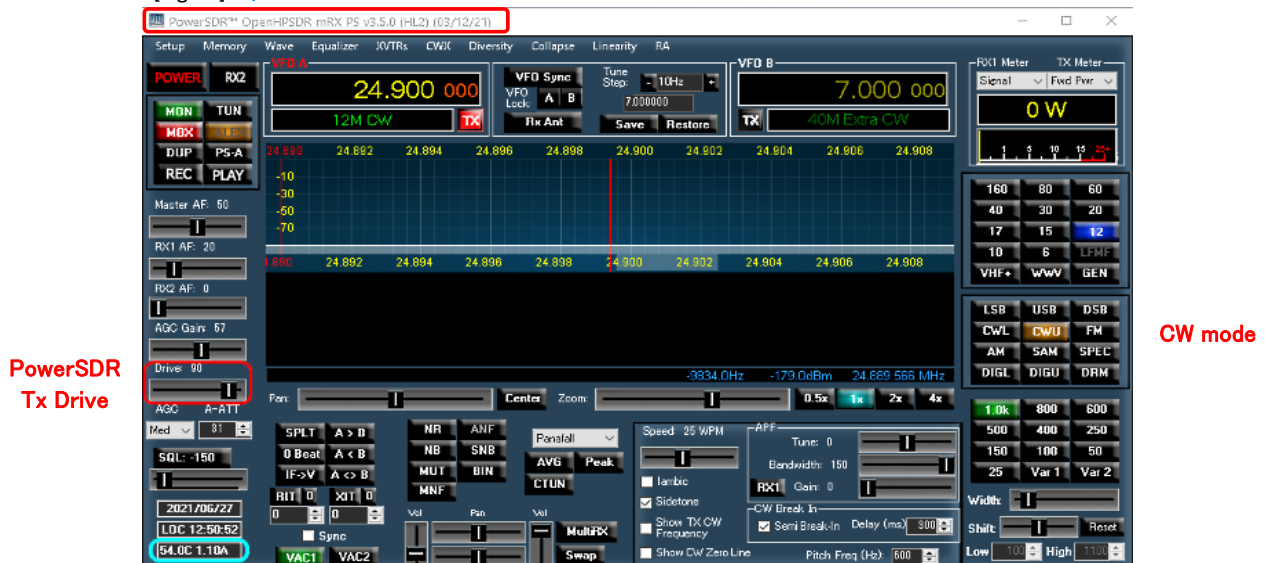 PowerSDR™ OpenHPSDR mRX PS v3.5.0 (HL2) (03/12/21)
Setup Memory Wave Equalizer XVTRs CWX Diversity Collapse Linearity RA
POWER RX2
MON TUN
MOX
DUP PS-A
REC PLAY
VFO A
24.900 000
12M CW TX
VFO Sync
VFO Lock: A B
Rx Ant
Tune Step: - 10Hz +
7.000000
Save Restore
VFO B
7.000 000
TX 40M Extra CW
RX1 Meter TX Meter
Signal Fwd Pwr
0 W
1 5 10 15 25+
24.890 24.892 24.894 24.896 24.898 24.900 24.902 24.904 24.906 24.908
-10
-30
-50
-70
.890 24.892 24.894 24.896 24.898 24.900 24.902 24.904 24.906 24.908
-9834.0Hz -179.0dBm 24 889 566 MHz
Master AF: 50
RX1 AF: 20
RX2 AF: 0
AGC Gain: 67
Drive: 90
AGC A-ATT
Med 31
SQL: -150
2021/06/27
LOC 12:50:52
54.0C 1.10A
PowerSDR
Tx Drive
160 80 60
40 30 20
17 15 12
10 6 LFMF
VHF+ WWV GEN
LSB USB DSB
CWL CWU FM
AM SAM SPEC
DIGL DIGU DRM
CW mode
Pan: Center Zoom: 0.5x 1x 2x 4x
SPLT A > B
0 Beat A < B
IF->V A <> B
RIT 0 XIT 0
0 0
Sync
VAC1 VAC2
NR ANF
NB SNB
MUT BIN
MNF
Panafall
AVG Peak
CTUN
Vol Pan Vol
MultiRX
Swap
Speed 25 WPM
Iambic
Sidetone
Show TX CW Frequency
Show CW Zero Line
APF
Tune: 0
Bandwidth: 150
RX1 Gain: 0
CW Break In
Semi Break-In Delay (ms) 300
Pitch Freq (Hz): 600
1.0k 800 600
500 400 250
150 100 50
25 Var 1 Var 2
Width:
Shift: Reset
Low 100 High 1100